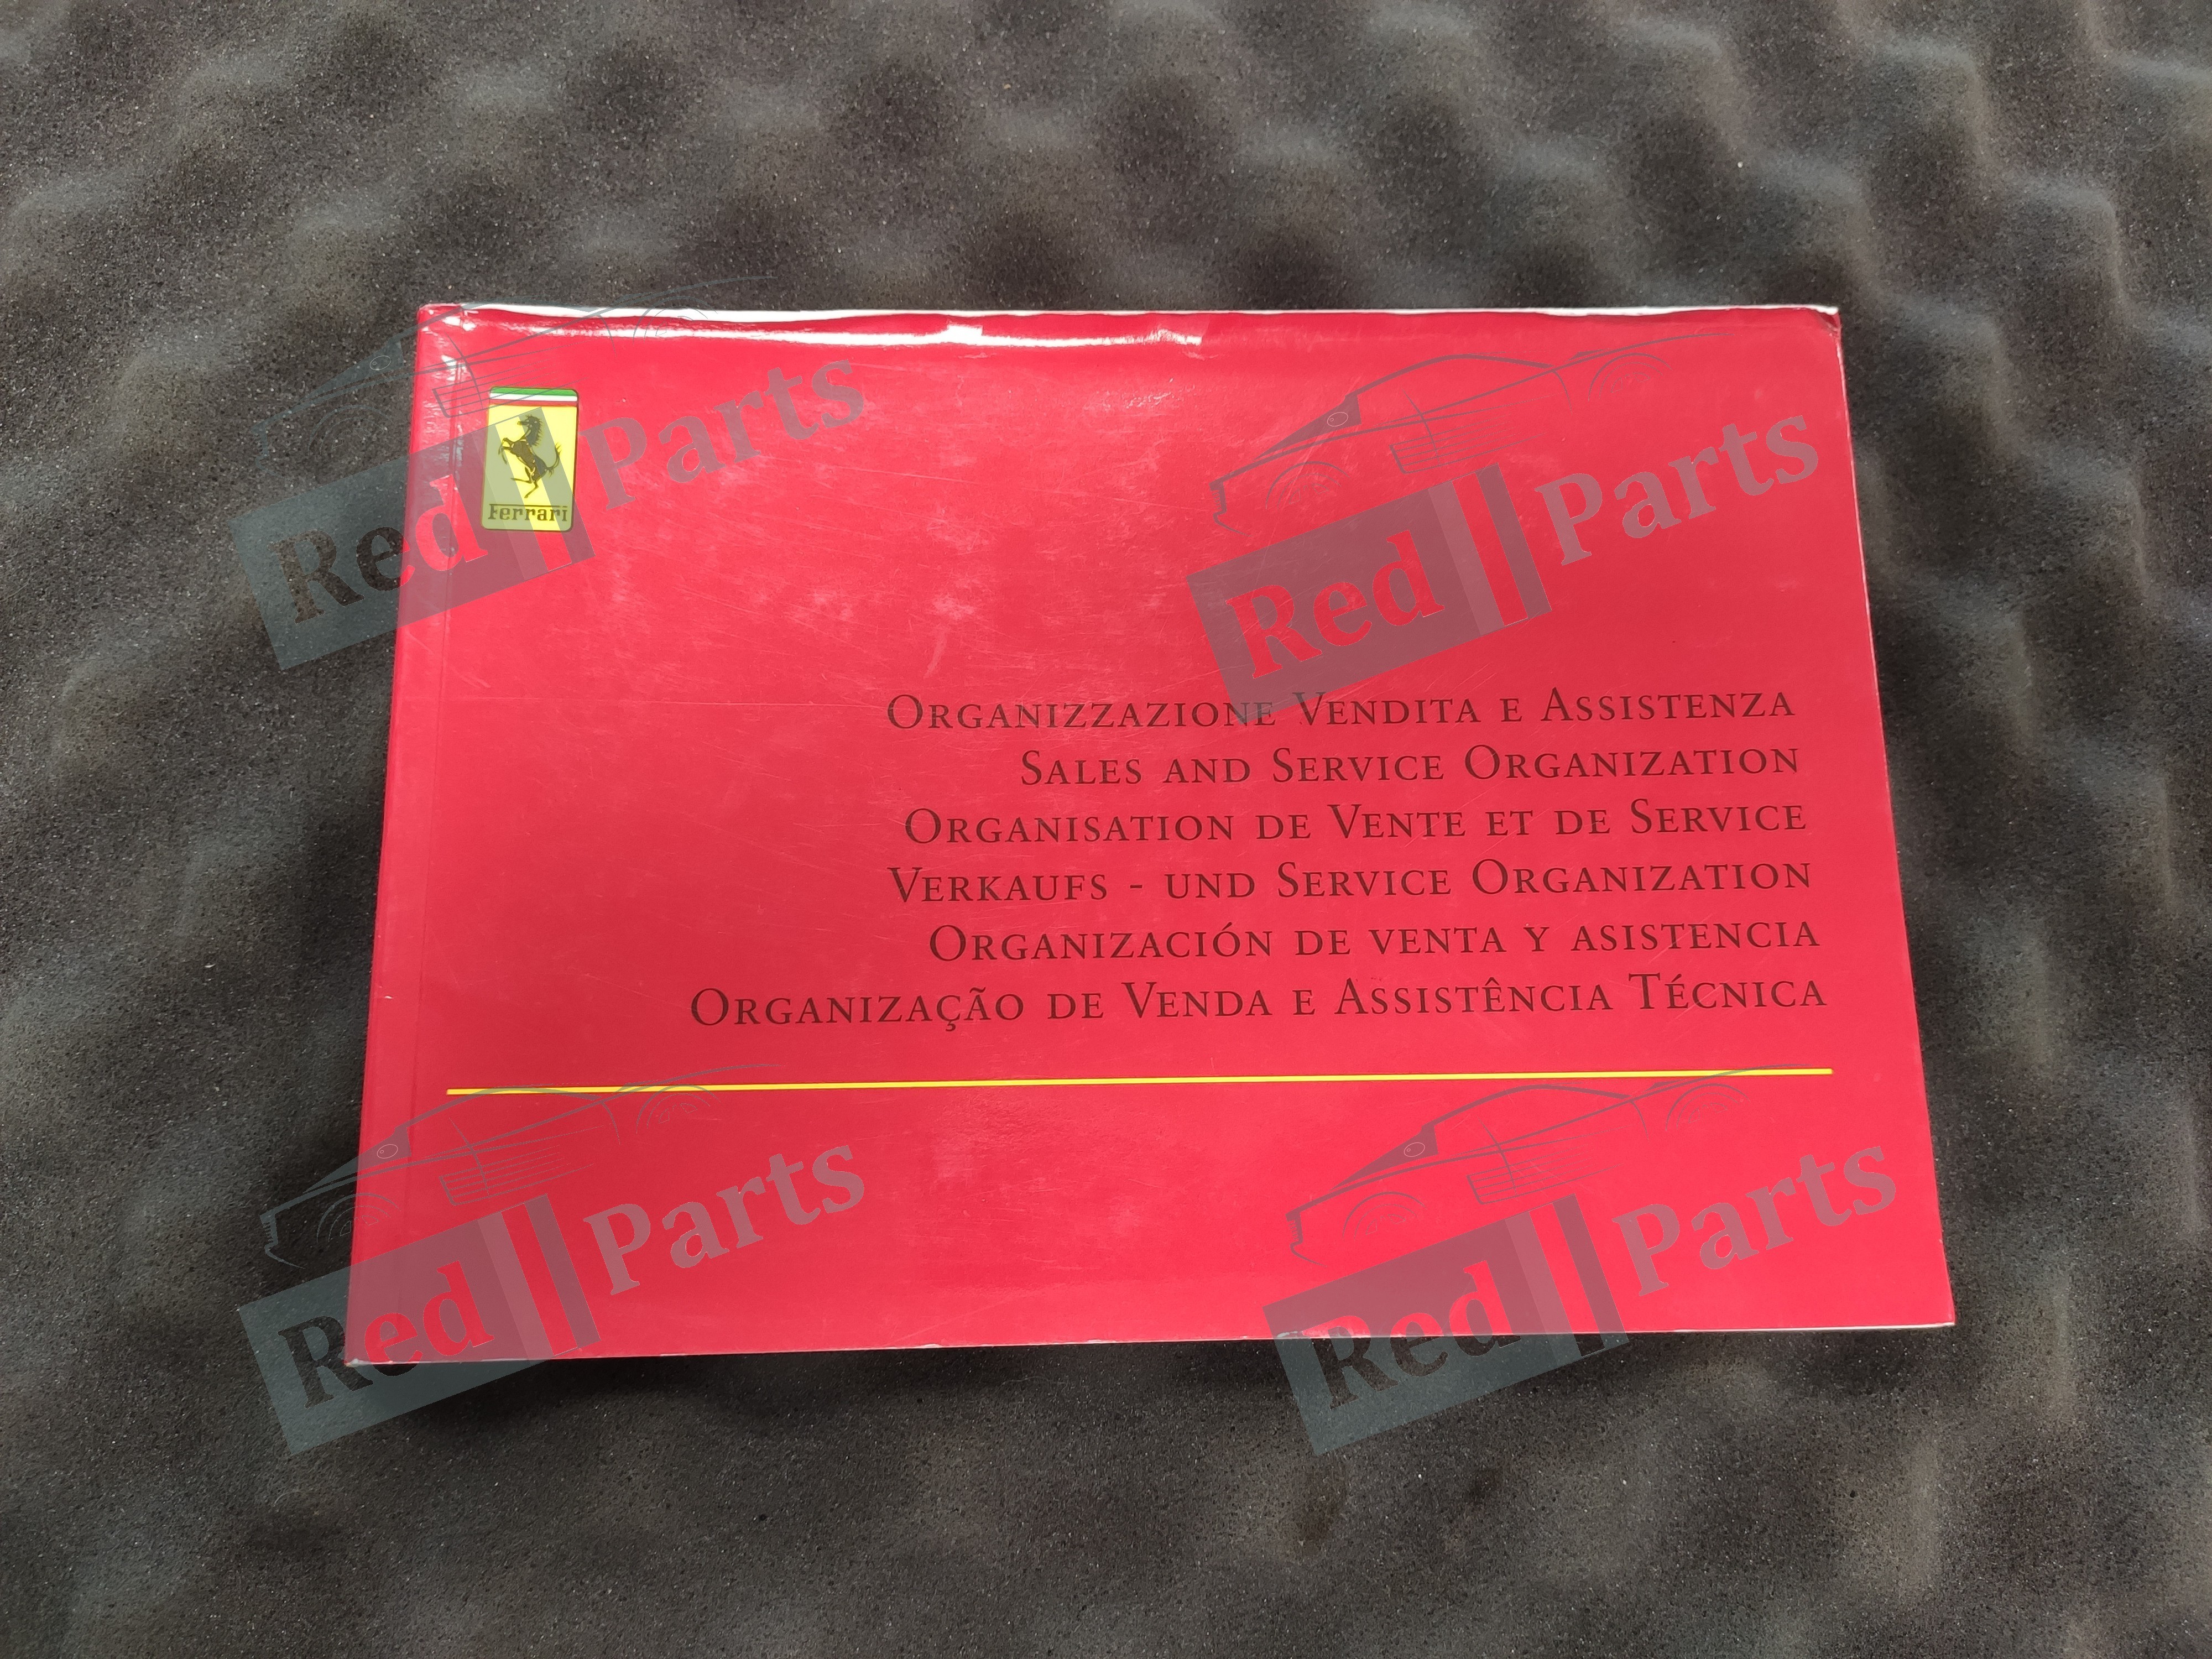 Ferrari
ORGANIZZAZIONE VENDITA E ASSISTENZA
SALES AND SERVICE ORGANIZATION
ORGANISATION DE VENTE ET DE SERVICE
VERKAUFS - UND SERVICE ORGANIZATION
ORGANIZACIÓN DE VENTA Y ASISTENCIA
ORGANIZAÇÃO DE VENDA E ASSISTÊNCIA TÉCNICA
Red Parts
Red Parts
Red Parts
Red Parts